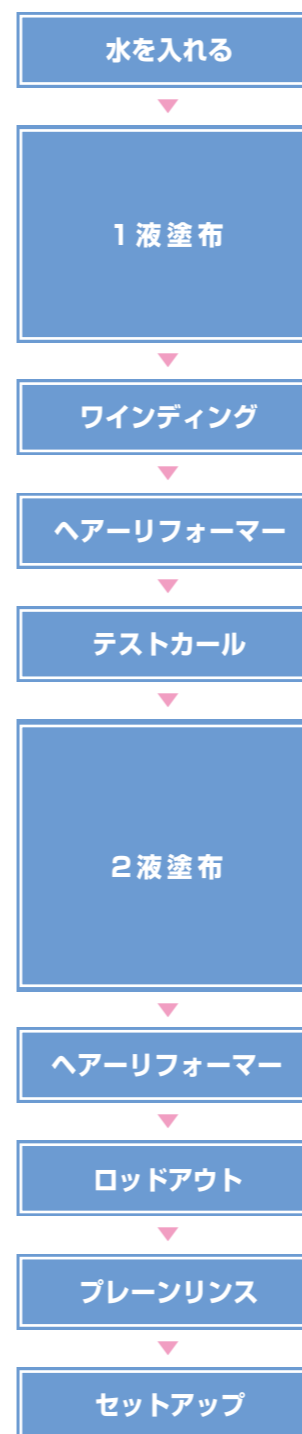 水を入れる
1液塗布
ワインディング
ヘアーリフォーマー
テストカール
2液塗布
ヘアーリフォーマー
ロッドアウト
プレーンリンス
セットアップ